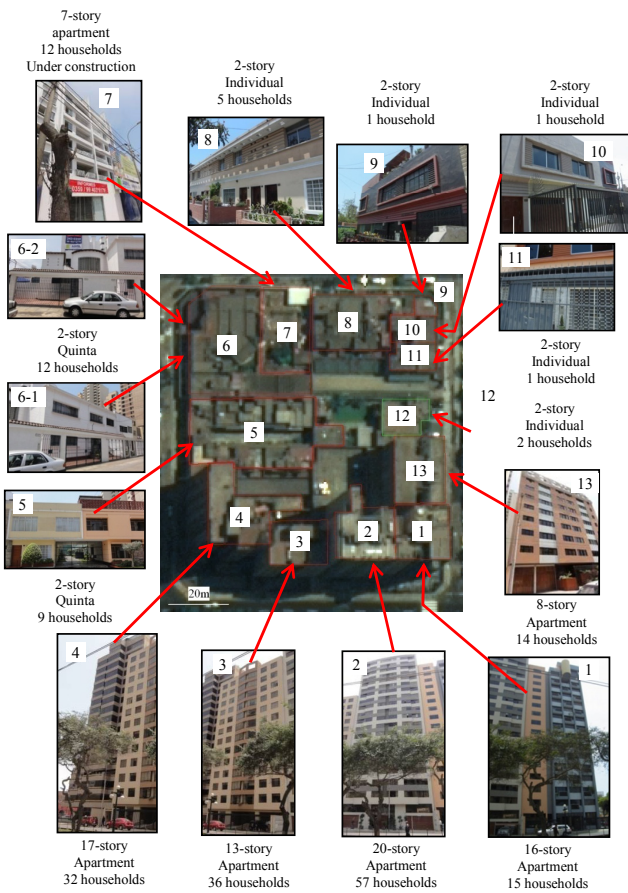 7-story
apartment
12 households
Under construction
7
2-story
Individual
5 households
8
2-story
Individual
1 household
9
2-story
Individual
1 household
10
6-2
2-story
Quinta
12 households
6-1
11
2-story
Individual
1 household
12
2-story
Individual
2 households
9
8
7
10
6
11
12
5
13
4
2
1
3
20m
5
2-story
Quinta
9 households
13
8-story
Apartment
14 households
4
17-story
Apartment
32 households
3
13-story
Apartment
36 households
2
20-story
Apartment
57 households
1
16-story
Apartment
15 households